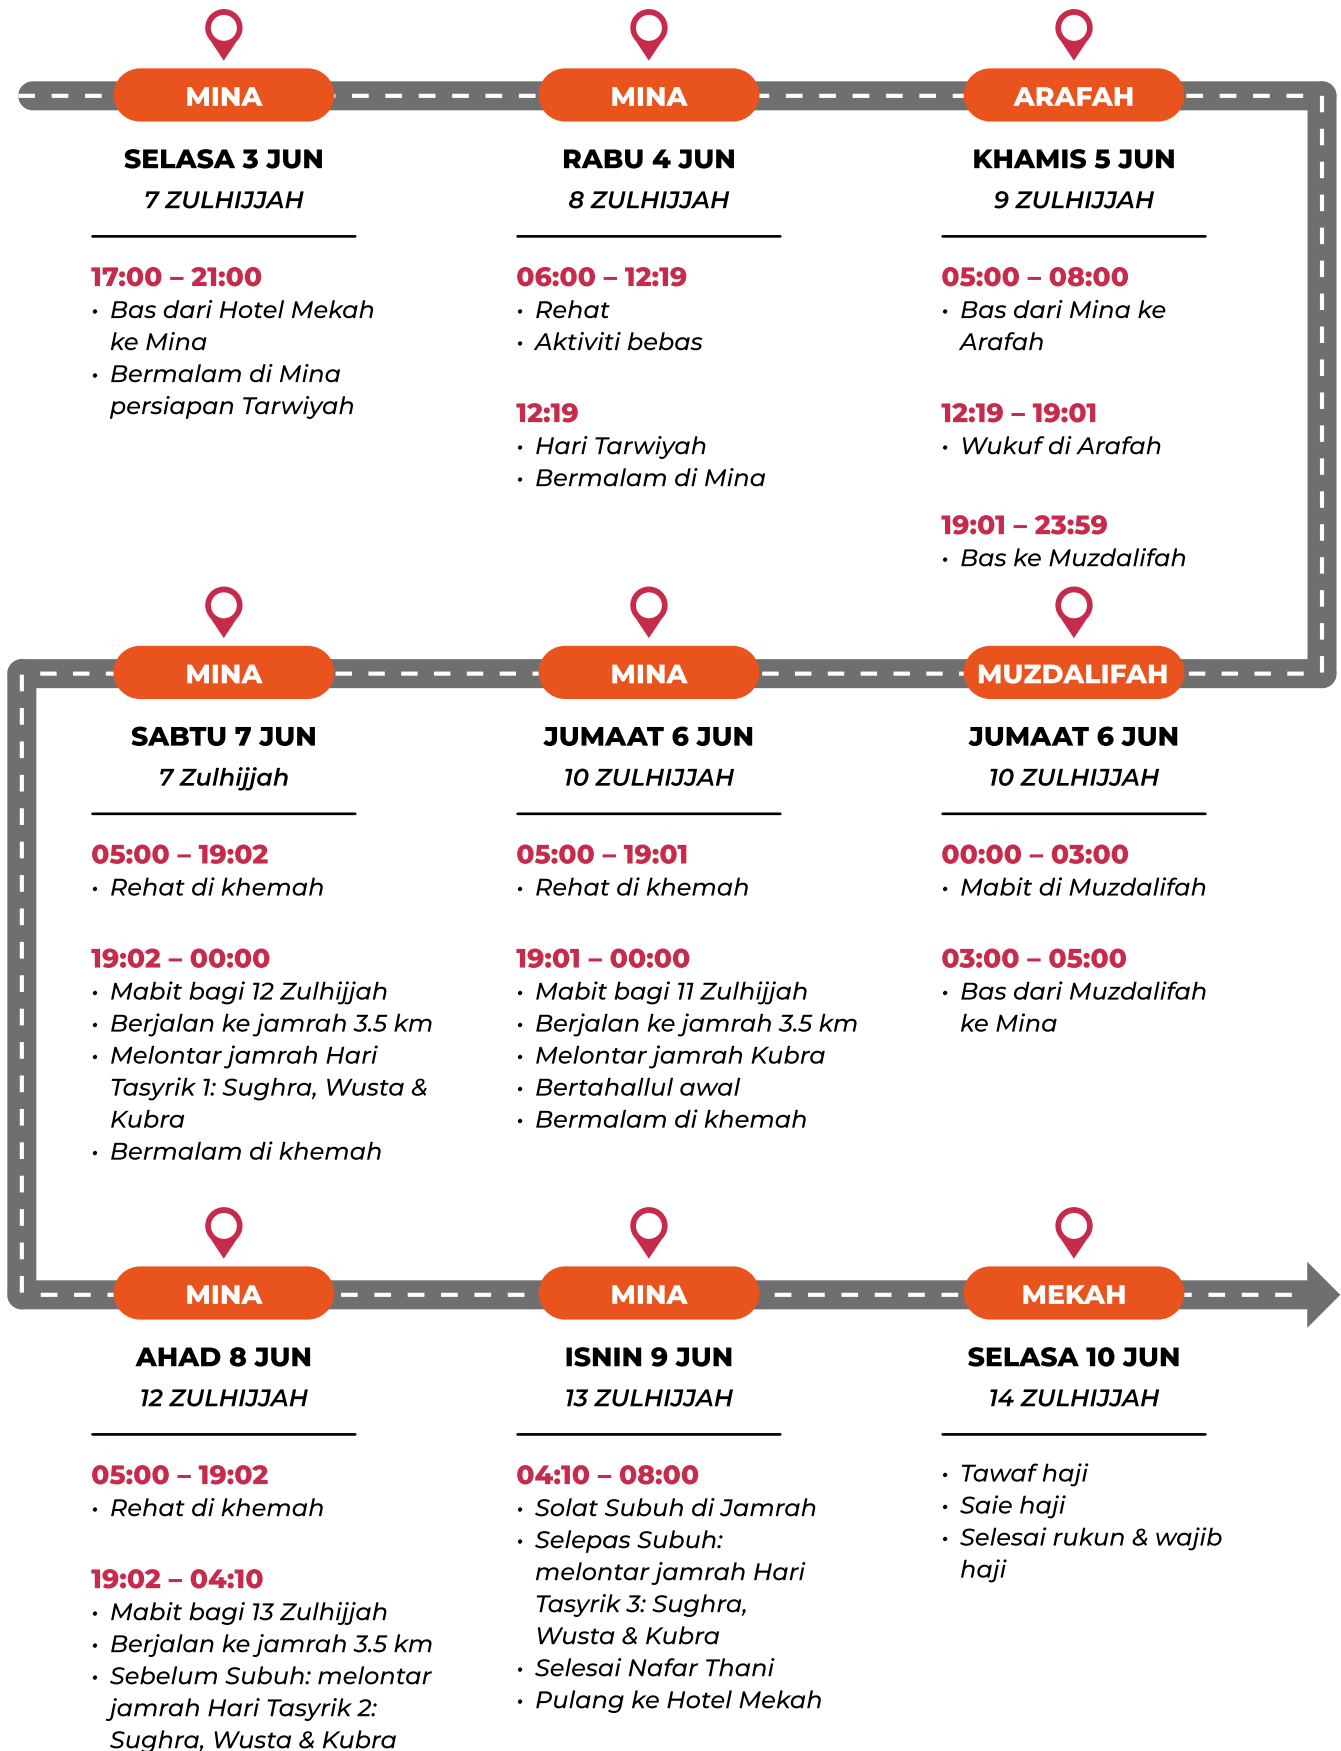 MINA
SELASA 3 JUN
7 ZULHIJJAH
17:00 – 21:00
• Bas dari Hotel Mekah
ke Mina
• Bermalam di Mina
persiapan Tarwiyah
MINA
RABU 4 JUN
8 ZULHIJJAH
06:00 – 12:19
• Rehat
• Aktiviti bebas
12:19
• Hari Tarwiyah
• Bermalam di Mina
ARAFAH
KHAMIS 5 JUN
9 ZULHIJJAH
05:00 – 08:00
• Bas dari Mina ke
Arafah
12:19 – 19:01
• Wukuf di Arafah
19:01 – 23:59
• Bas ke Muzdalifah
MUZDALIFAH
JUMAAT 6 JUN
10 ZULHIJJAH
00:00 – 03:00
• Mabit di Muzdalifah
03:00 – 05:00
• Bas dari Muzdalifah
ke Mina
MINA
JUMAAT 6 JUN
10 ZULHIJJAH
05:00 – 19:01
• Rehat di khemah
19:01 – 00:00
• Mabit bagi 11 Zulhijjah
• Berjalan ke jamrah 3.5 km
• Melontar jamrah Kubra
• Bertahallul awal
• Bermalam di khemah
MINA
SABTU 7 JUN
7 Zulhijjah
05:00 – 19:02
• Rehat di khemah
19:02 – 00:00
• Mabit bagi 12 Zulhijjah
• Berjalan ke jamrah 3.5 km
• Melontar jamrah Hari
Tasyrik 1: Sughra, Wusta &
Kubra
• Bermalam di khemah
MINA
AHAD 8 JUN
12 ZULHIJJAH
05:00 – 19:02
• Rehat di khemah
19:02 – 04:10
• Mabit bagi 13 Zulhijjah
• Berjalan ke jamrah 3.5 km
• Sebelum Subuh: melontar
jamrah Hari Tasyrik 2:
Sughra, Wusta & Kubra
MINA
ISNIN 9 JUN
13 ZULHIJJAH
04:10 – 08:00
• Solat Subuh di Jamrah
• Selepas Subuh:
melontar jamrah Hari
Tasyrik 3: Sughra,
Wusta & Kubra
• Selesai Nafar Thani
• Pulang ke Hotel Mekah
MEKAH
SELASA 10 JUN
14 ZULHIJJAH
• Tawaf haji
• Saie haji
• Selesai rukun & wajib
haji